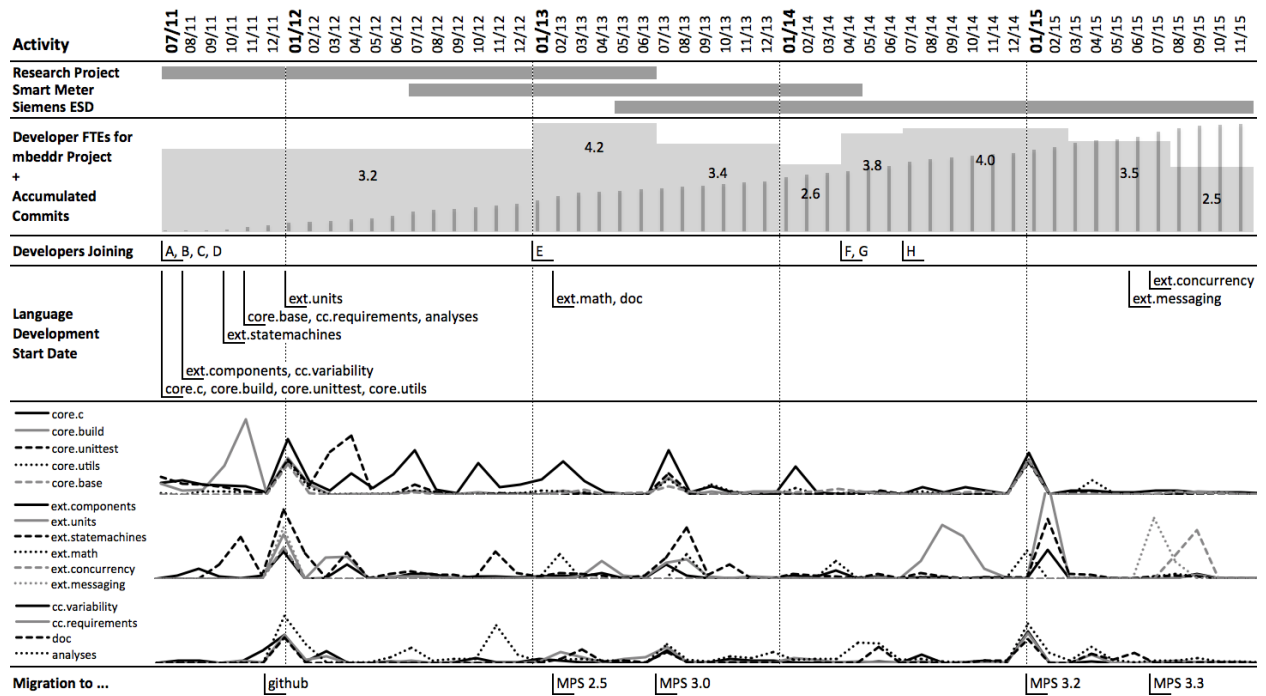 Activity
07/11 08/11 09/11 10/11 11/11 12/11 01/12 02/12 03/12 04/12 05/12 06/12 07/12 08/12 09/12 10/12 11/12 12/12 01/13 02/13 03/13 04/13 05/13 06/13 07/13 08/13 09/13 10/13 11/13 12/13 01/14 02/14 03/14 04/14 05/14 06/14 07/14 08/14 09/14 10/14 11/14 12/14 01/15 02/15 03/15 04/15 05/15 06/15 07/15 08/15 09/15 10/15 11/15
Research Project
Smart Meter
Siemens ESD
Developer FTEs for
mbeddr Project
+
Accumulated
Commits
3.2
4.2
3.4
2.6
3.8
4.0
3.5
2.5
Developers Joining
A, B, C, D
E
F, G
H
Language
Development
Start Date
ext.units
core.base, cc.requirements, analyses
ext.statemachines
ext.components, cc.variability
core.c, core.build, core.unittest, core.utils
ext.math, doc
ext.concurrency
ext.messaging
core.c
core.build
core.unittest
core.utils
core.base
ext.components
ext.units
ext.statemachines
ext.math
ext.concurrency
ext.messaging
cc.variability
cc.requirements
doc
analyses
Migration to ...
github
MPS 2.5
MPS 3.0
MPS 3.2
MPS 3.3